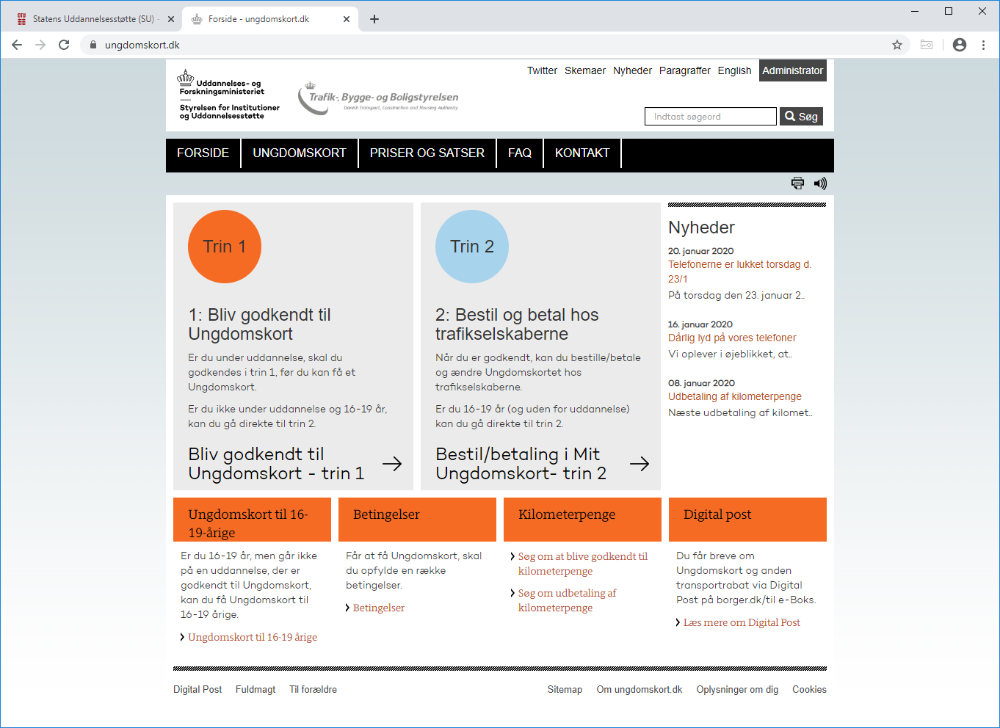 Statens Uddannelsesstøtte (SU) -
Forside - ungdomskort.dk
ungdomskort.dk
Twitter Skemaer Nyheder Paragraffer English Administrator
Uddannelses- og
Forskningsministeriet
Styrelsen for Institutioner
og Uddannelsesstøtte
Trafik-, Bygge- og Boligstyrelsen
Danish transport, Construction and Housing Authority
Indtast søgeord
Søg
FORSIDE UNGDOMSKORT PRISER OG SATSER FAQ KONTAKT
Trin 1
1: Bliv godkendt til
Ungdomskort
Er du under uddannelse, skal du
godkendes i trin 1, før du kan få et
Ungdomskort.
Er du ikke under uddannelse og 16-19 år,
kan du gå direkte til trin 2.
Bliv godkendt til
Ungdomskort - trin 1
Trin 2
2: Bestil og betal hos
trafikselskaberne
Når du er godkendt, kan du bestille/betale
og ændre Ungdomskortet hos
trafikselskaberne.
Er du 16-19 år (og uden for uddannelse)
kan du gå direkte til trin 2.
Bestil/betaling i Mit
Ungdomskort- trin 2
Nyheder
20. januar 2020
Telefonerne er lukket torsdag d.
23/1
På torsdag den 23. januar 2..
16. januar 2020
Dårlig lyd på vores telefoner
Vi oplever i øjeblikket, at..
08. januar 2020
Udbetaling af kilometerpenge
Næste udbetaling af kilomet..
Ungdomskort til 16-
19-årige
Er du 16-19 år, men går ikke
på en uddannelse, der er
godkendt til Ungdomskort,
kan du få Ungdomskort til
16-19 årige.
Ungdomskort til 16-19 årige
Betingelser
Får at få Ungdomskort, skal
du opfylde en række
betingelser.
Betingelser
Kilometerpenge
Søg om at blive godkendt til
kilometerpenge
Søg om udbetaling af
kilometerpenge
Digital post
Du får breve om
Ungdomskort og anden
transportrabat via Digital
Post på borger.dk/til e-Boks.
Læs mere om Digital Post
Digital Post Fuldmagt Til forældre
Sitemap Om ungdomskort.dk Oplysninger om dig Cookies